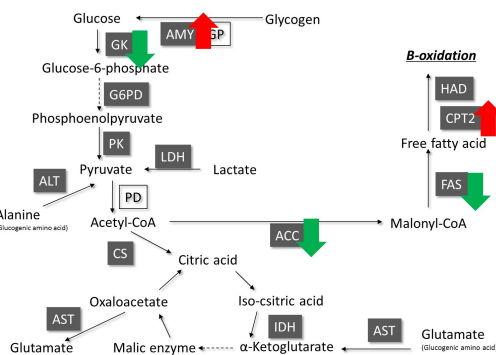 Glucose
Glycogen
AMY
GP
GK
B-oxidation
Glucose-6-phosphate
HAD
G6PD
CPT2
Phosphoenolpyruvate
PK
Free fatty acid
LDH
Pyruvate
Lactate
ALT
FAS
PD
Alanine
Glucogenic amino acid)
Acetyl-CoA
Malonyl-CoA
ACC
CS
Citric acid
Oxaloacetate
Iso-csitric acid
AST
IDH
AST
Glutamate
(Glucogenic amino acid
Glutamate
Malic enzyme
α-Ketoglutarate